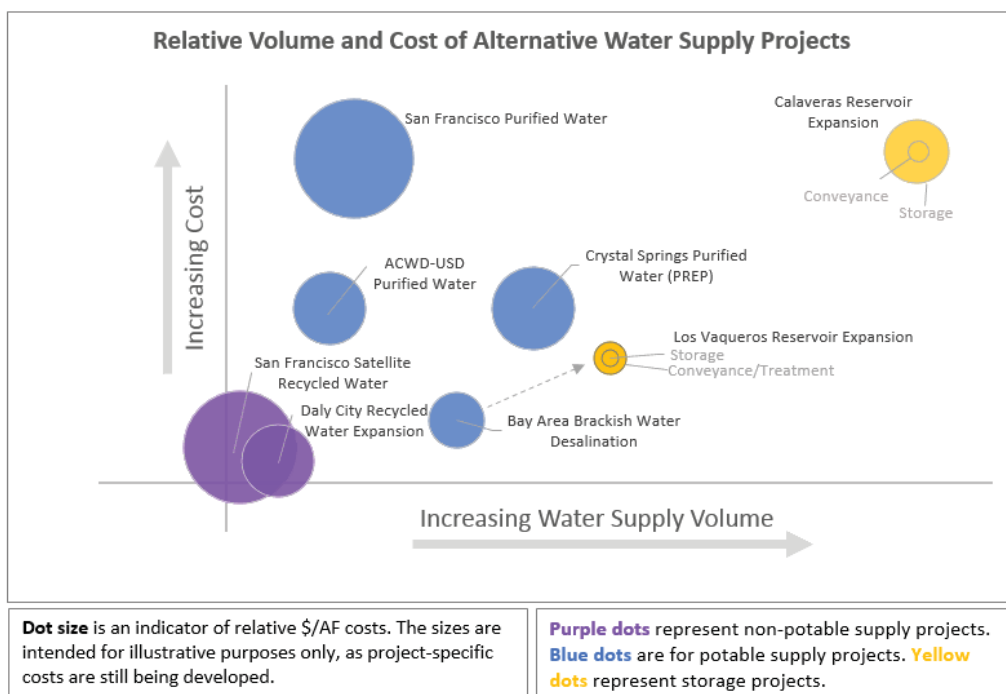 Relative Volume and Cost of Alternative Water Supply Projects
San Francisco Purified Water
Calaveras Reservoir
Expansion
Conveyance
Storage
Increasing Cost
ACWD-USD
Purified Water
Crystal Springs Purified
Water (PREP)
Los Vaqueros Reservoir Expansion
Storage
Conveyance/Treatment
San Francisco Satellite
Recycled Water
Daly City Recycled
Water Expansion
Bay Area Brackish Water
Desalination
Increasing Water Supply Volume
Dot size is an indicator of relative $/AF costs. The sizes are
intended for illustrative purposes only, as project-specific
costs are still being developed.
Purple dots represent non-potable supply projects.
Blue dots are for potable supply projects. Yellow
dots represent storage projects.